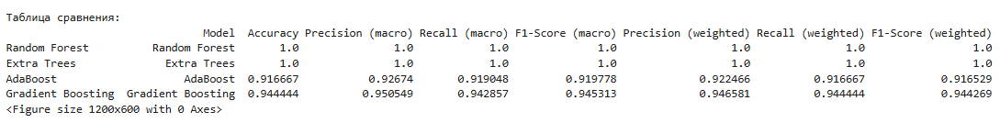 Таблица сравнения:
Model Accuracy Precision (macro) Recall (macro) F1-Score (macro) Precision (weighted) Recall (weighted) F1-Score (weighted)
Random Forest Random Forest 1.0 1.0 1.0 1.0 1.0 1.0 1.0
Extra Trees Extra Trees 1.0 1.0 1.0 1.0 1.0 1.0 1.0
AdaBoost AdaBoost 0.916667 0.92674 0.919048 0.919778 0.922466 0.916667 0.916529
Gradient Boosting Gradient Boosting 0.944444 0.950549 0.942857 0.945313 0.946581 0.944444 0.944269
<Figure size 1200x600 with 0 Axes>